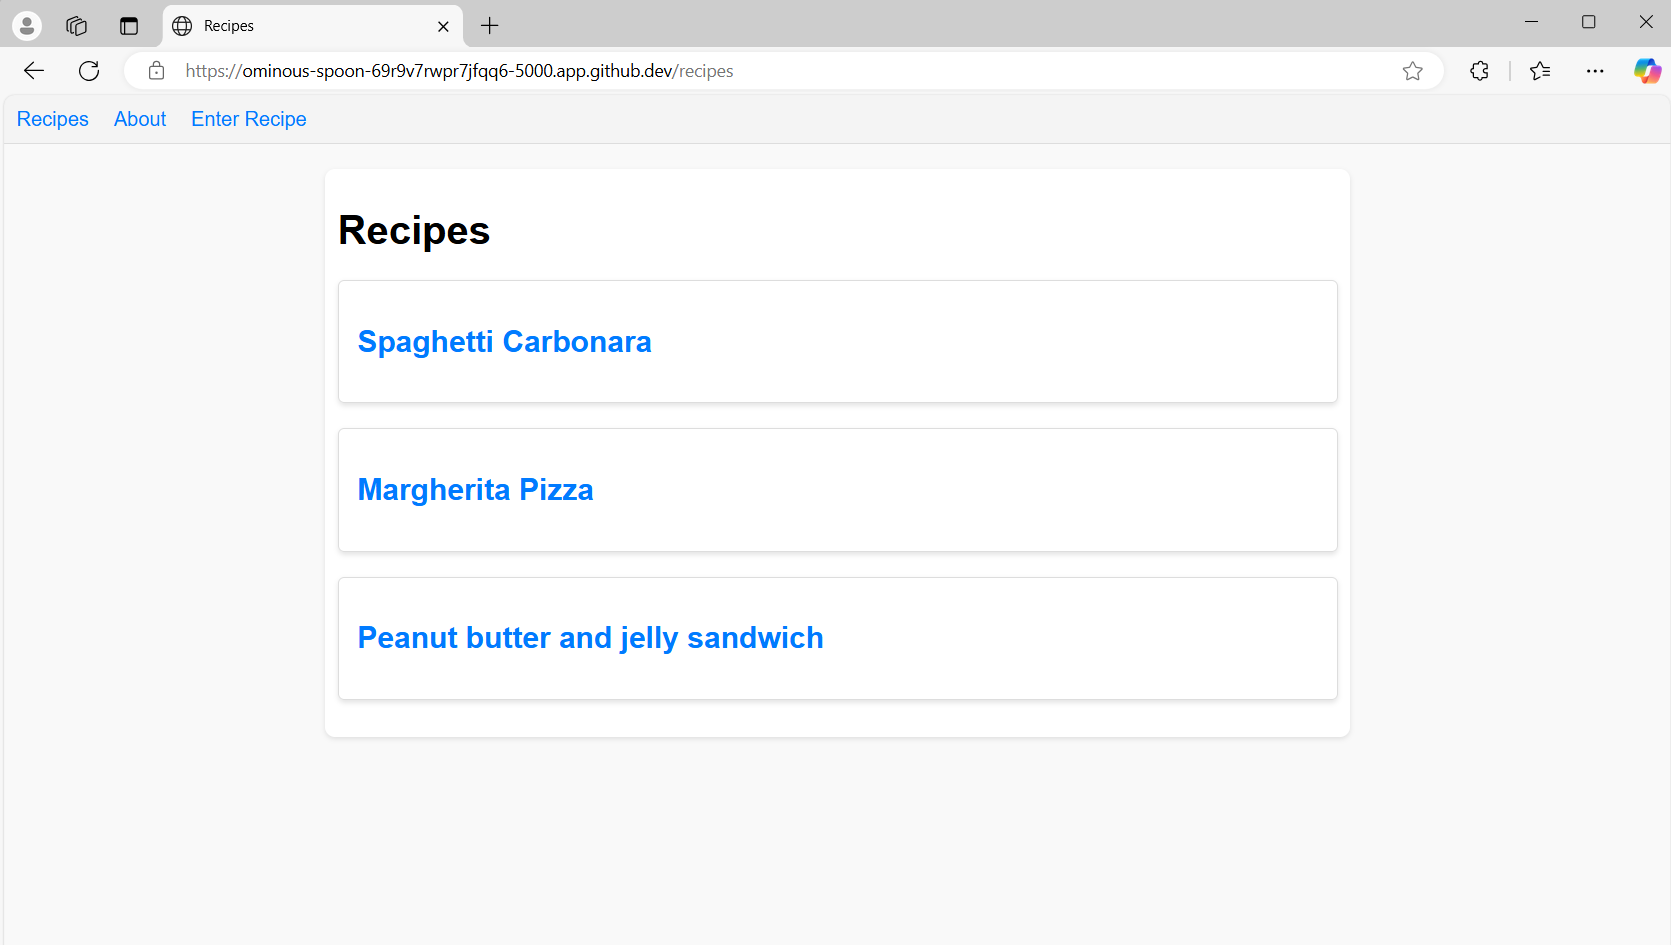 Recipes
https://ominous-spoon-69r9v7rwpr7jfqq6-5000.app.github.dev/recipes
Recipes About Enter Recipe
Recipes
Spaghetti Carbonara
Margherita Pizza
Peanut butter and jelly sandwich